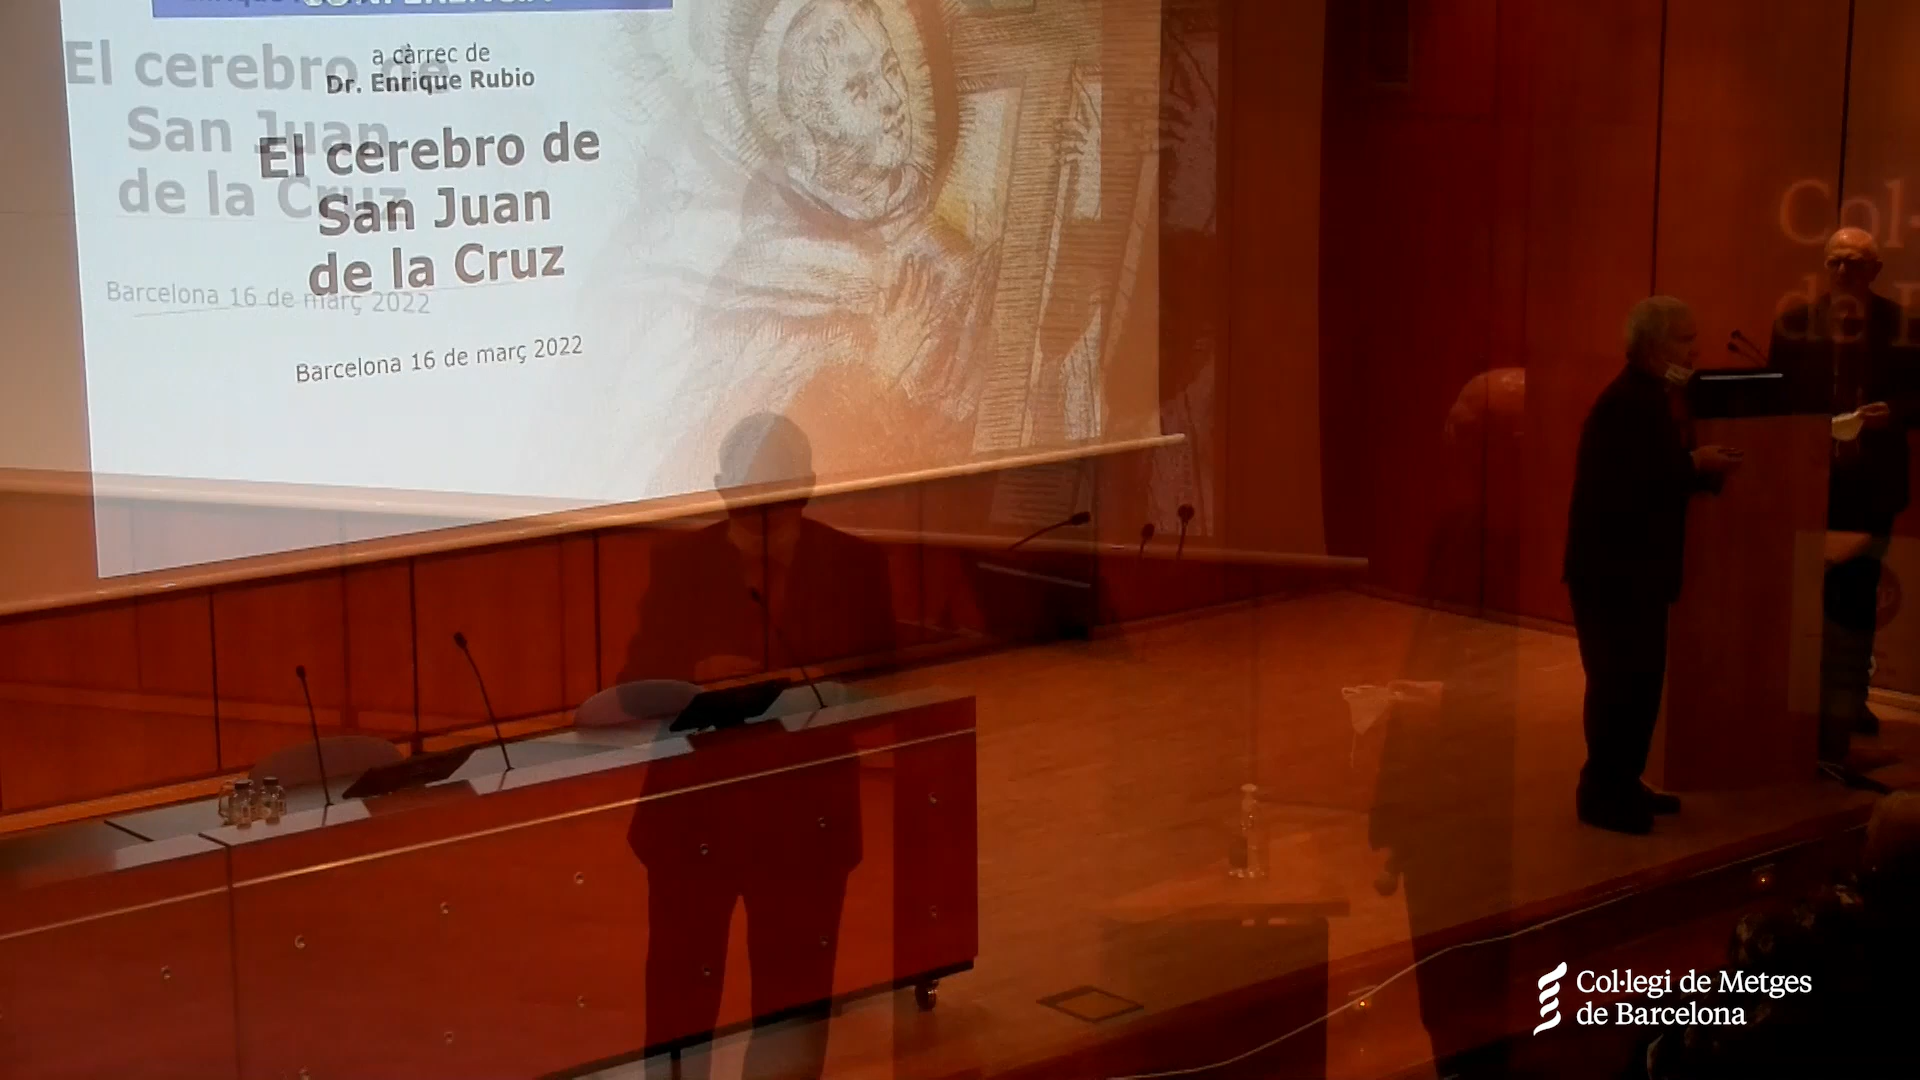 CONFERÈNCIA
a càrrec de
Dr. Enrique Rubio
El cerebro de
San Juan
de la Cruz
Barcelona 16 de març 2022
El cerebro de
San Juan
de la Cruz
Barcelona 16 de març 2022
Col·legi de Metges
de Barcelona